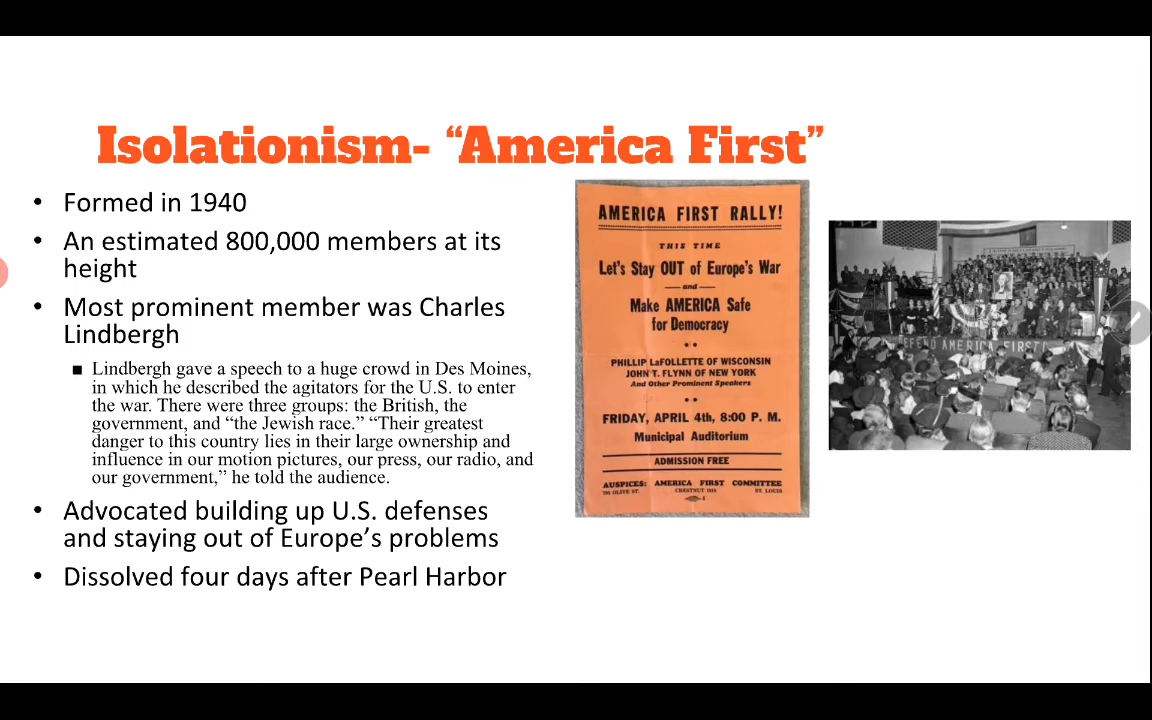 Isolationism- “America First”
• Formed in 1940
• An estimated 800,000 members at its
height
• Most prominent member was Charles
Lindbergh
■ Lindbergh gave a speech to a huge crowd in Des Moines,
in which he described the agitators for the U.S. to enter
the war. There were three groups: the British, the
government, and “the Jewish race.” “Their greatest
danger to this country lies in their large ownership and
influence in our motion pictures, our press, our radio, and
our government,” he told the audience.
• Advocated building up U.S. defenses
and staying out of Europe’s problems
• Dissolved four days after Pearl Harbor
AMERICA FIRST RALLY!
THIS TIME
Let's Stay OUT of Europe's War
and
Make AMERICA Safe
for Democracy
PHILLIP LaFOLLETTE OF WISCONSIN
JOHN T. FLYNN OF NEW YORK
And Other Prominent Speakers
FRIDAY, APRIL 4th, 8:00 P. M.
Municipal Auditorium
ADMISSION FREE
AUSPICES: AMERICA FIRST COMMITTEE
OLIVE ST. CHESTNUT ST. LOUIS
DEFEND AMERICA FIRST!